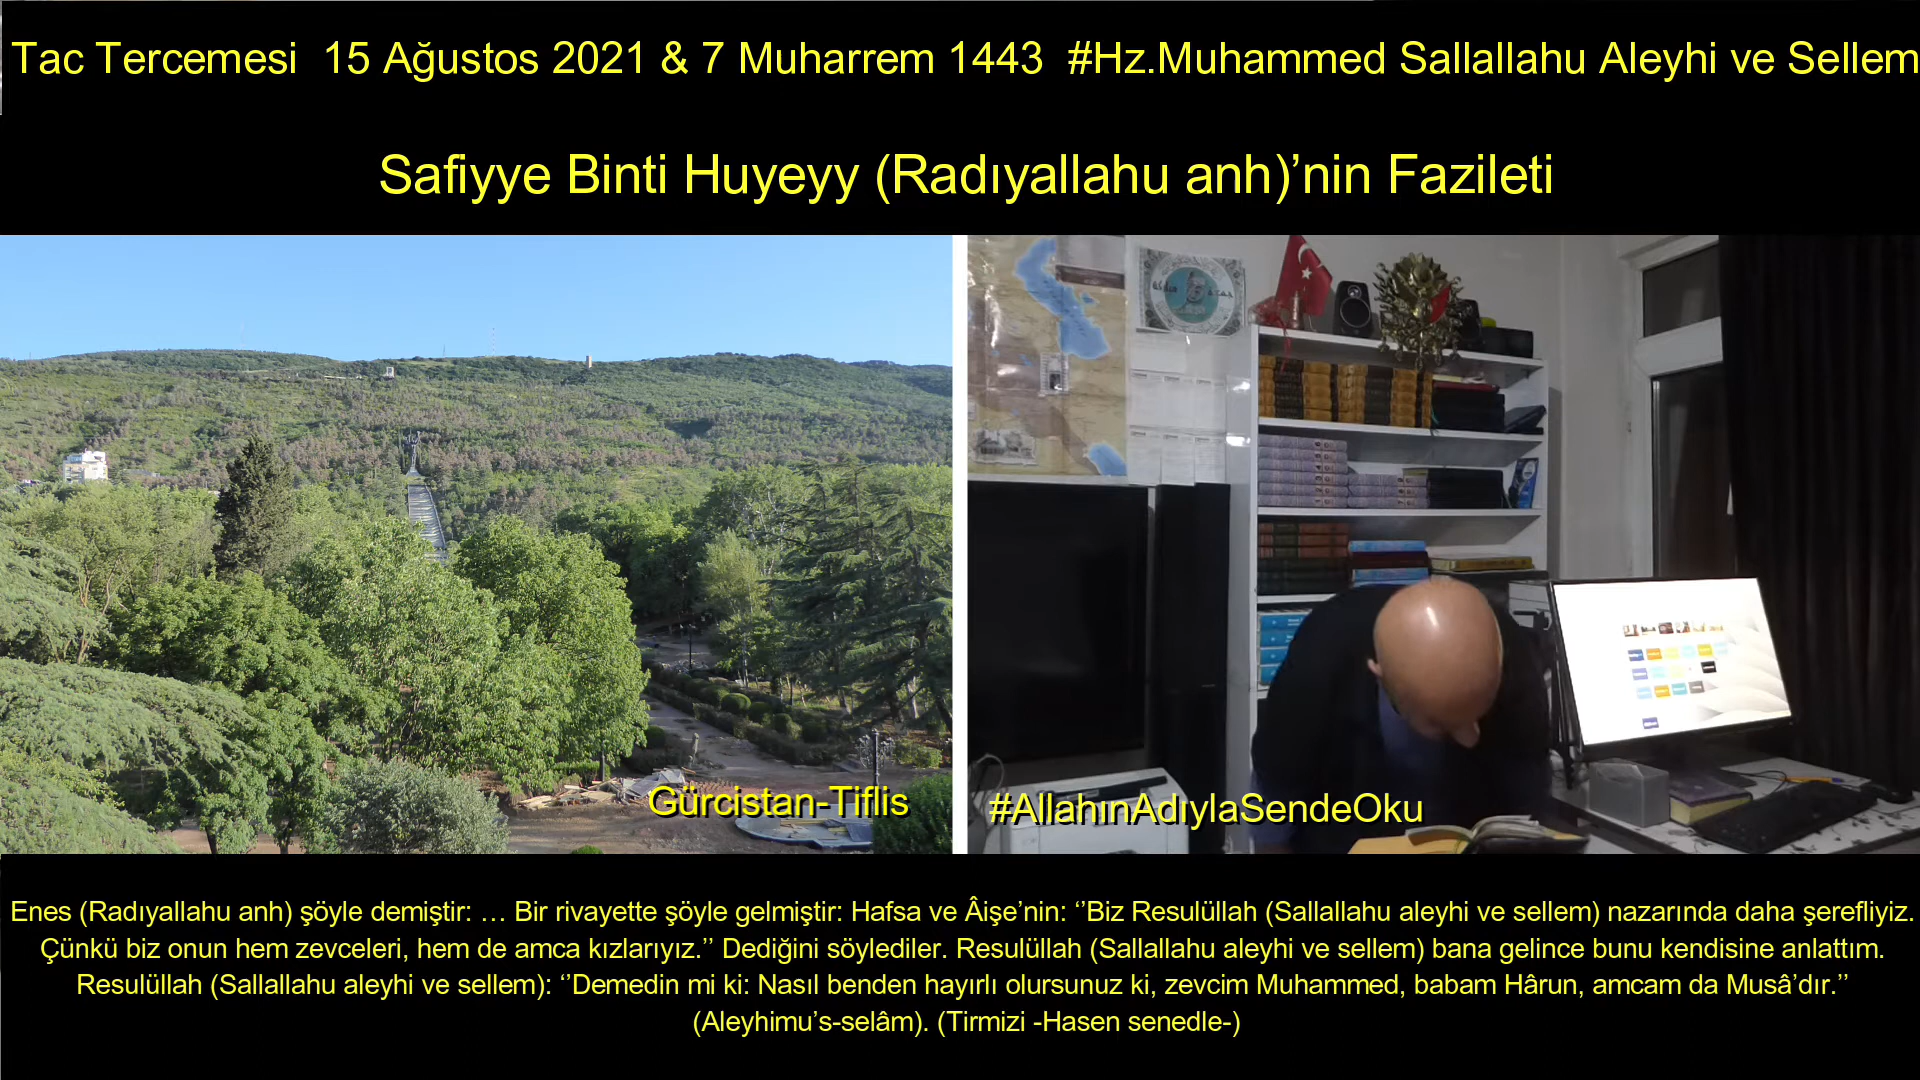 Tac Tercemesi 15 Ağustos 2021 & 7 Muharrem 1443 #Hz.Muhammed Sallallahu Aleyhi ve Sellem
Safiyye Binti Huyeyy (Radıyallahu anh)’nin Fazileti
Gürcistan-Tiflis
#AllahınAdıylaSendeOku
Enes (Radıyallahu anh) şöyle demiştir: … Bir rivayette şöyle gelmiştir: Hafsa ve Âişe’nin: ‘’Biz Resulüllah (Sallallahu aleyhi ve sellem) nazarında daha şerefliyiz.
Çünkü biz onun hem zevceleri, hem de amca kızlarıyız.’’ Dediğini söylediler. Resulüllah (Sallallahu aleyhi ve sellem) bana gelince bunu kendisine anlattım.
Resulüllah (Sallallahu aleyhi ve sellem): ‘’Demedin mi ki: Nasıl benden hayırlı olursunuz ki, zevcim Muhammed, babam Hârun, amcam da Musâ’dır.’’
(Aleyhimu’s-selâm). (Tirmizi -Hasen senedle-)